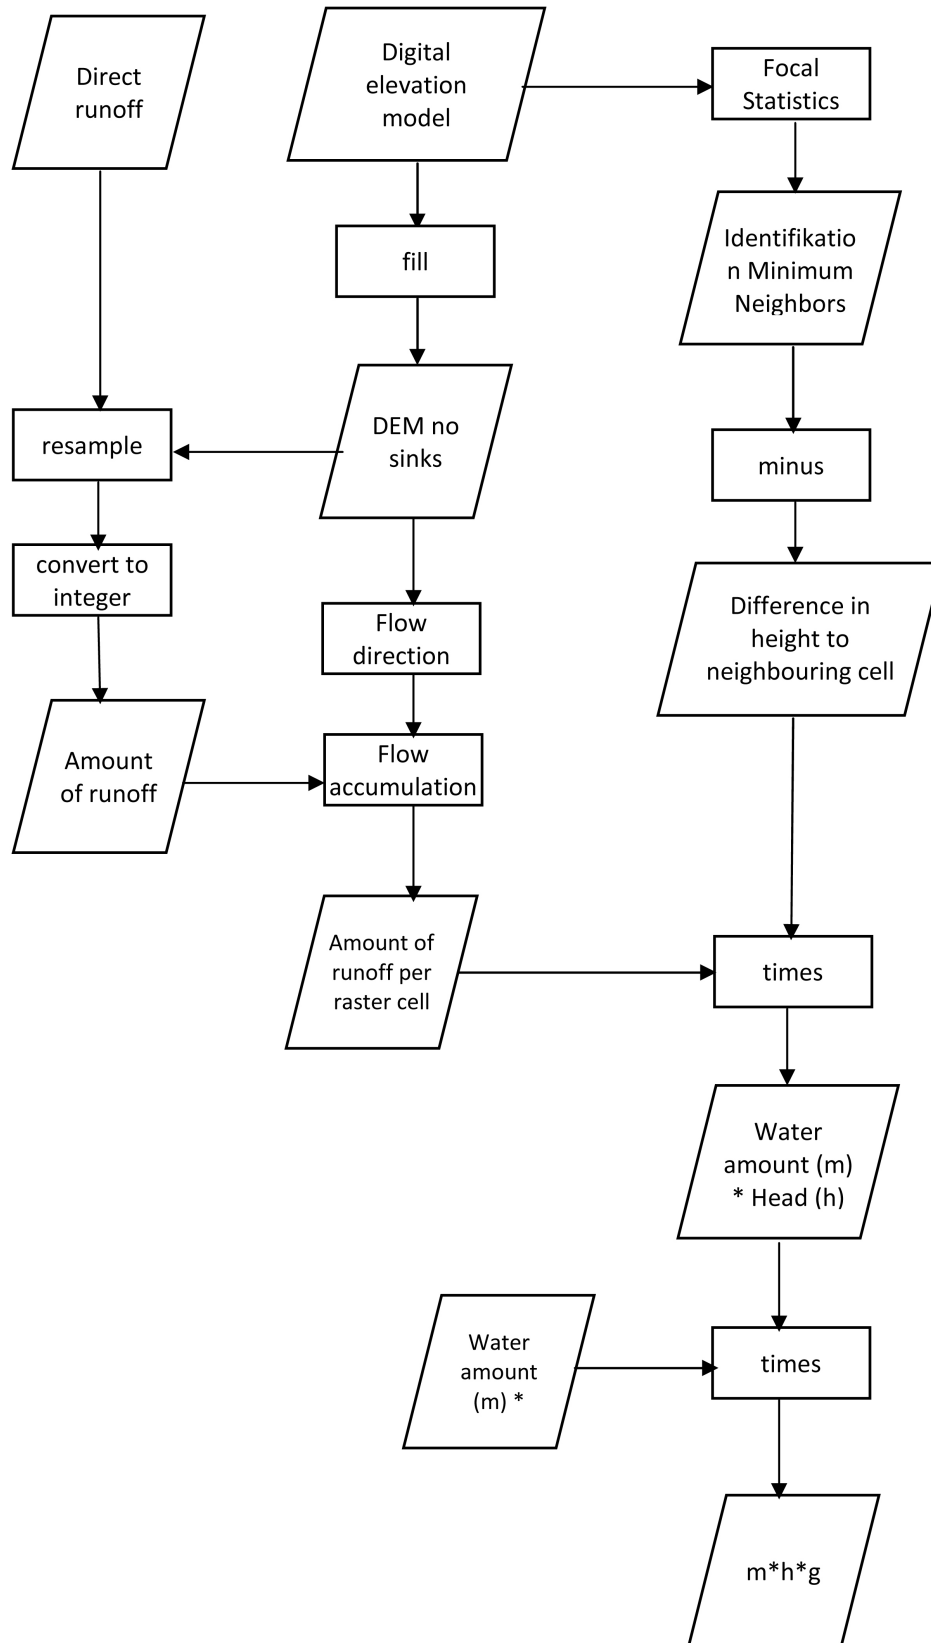 Direct
runoff
Digital
elevation
model
Focal
Statistics
fill
Identifikatio
n Minimum
Neighbors
resample
DEM no
sinks
minus
convert to
integer
Flow
direction
Difference in
height to
neighbouring cell
Amount
of runoff
Flow
accumulation
Amount of
runoff per
raster cell
times
Water
amount (m)
* Head (h)
Water
amount
(m) *
times
m*h*g